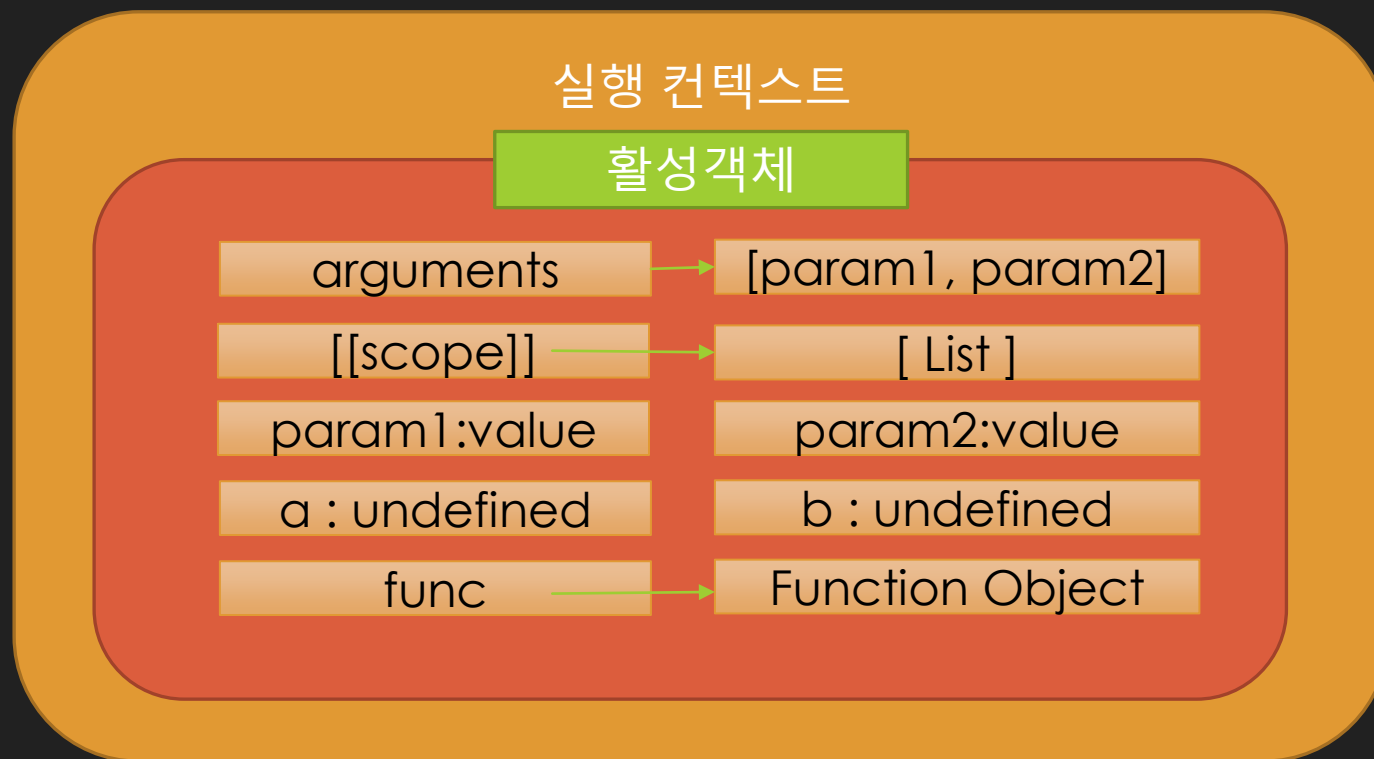 실행 컨텍스트
활성객체
arguments
[param1, param2]
[[scope]]
[ List ]
param1:value
param2:value
a : undefined
b : undefined
func
Function Object